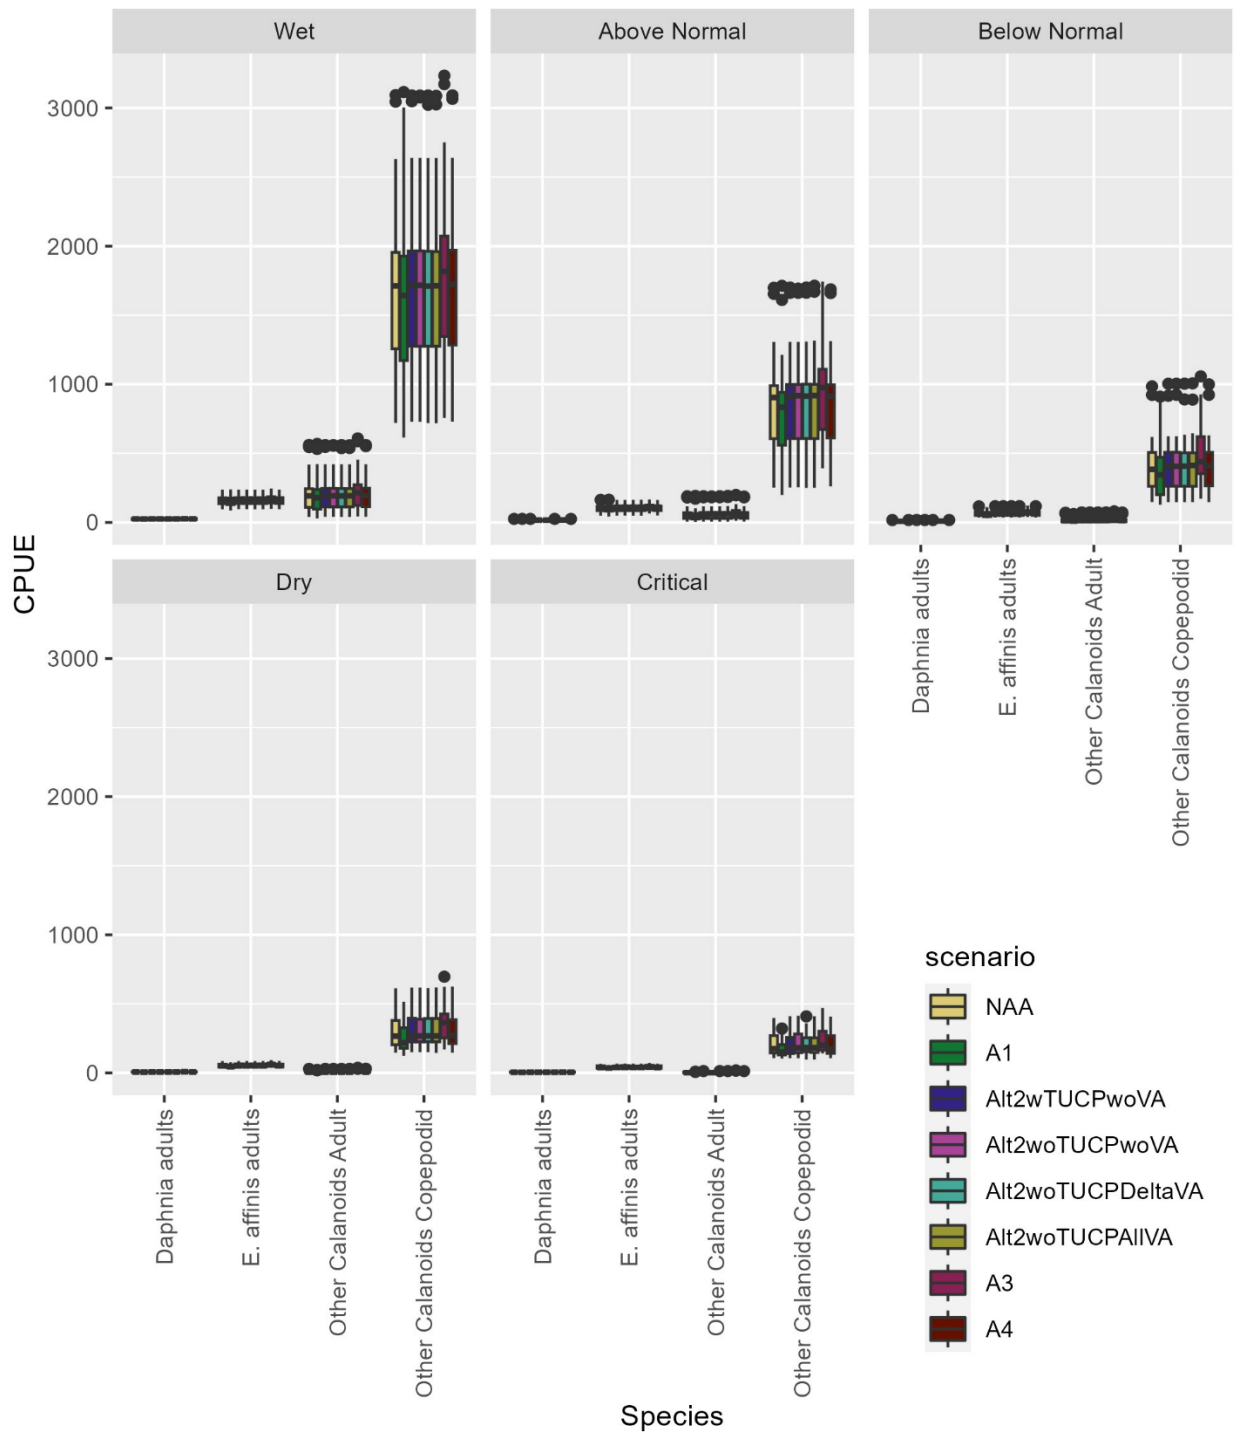 Wet
Above Normal
Below Normal
3000
2000
1000
0
CPUE
Daphnia adults
E. affinis adults
Other Calanoids Adult
Other Calanoids Copepodid
Dry
Critical
3000
2000
1000
0
Daphnia adults
E. affinis adults
Other Calanoids Adult
Other Calanoids Copepodid
Daphnia adults
E. affinis adults
Other Calanoids Adult
Other Calanoids Copepodid
Species
scenario
NAA
A1
Alt2wTUCPwoVA
Alt2woTUCPwoVA
Alt2woTUCPDeltaVA
Alt2woTUCPAllVA
A3
A4